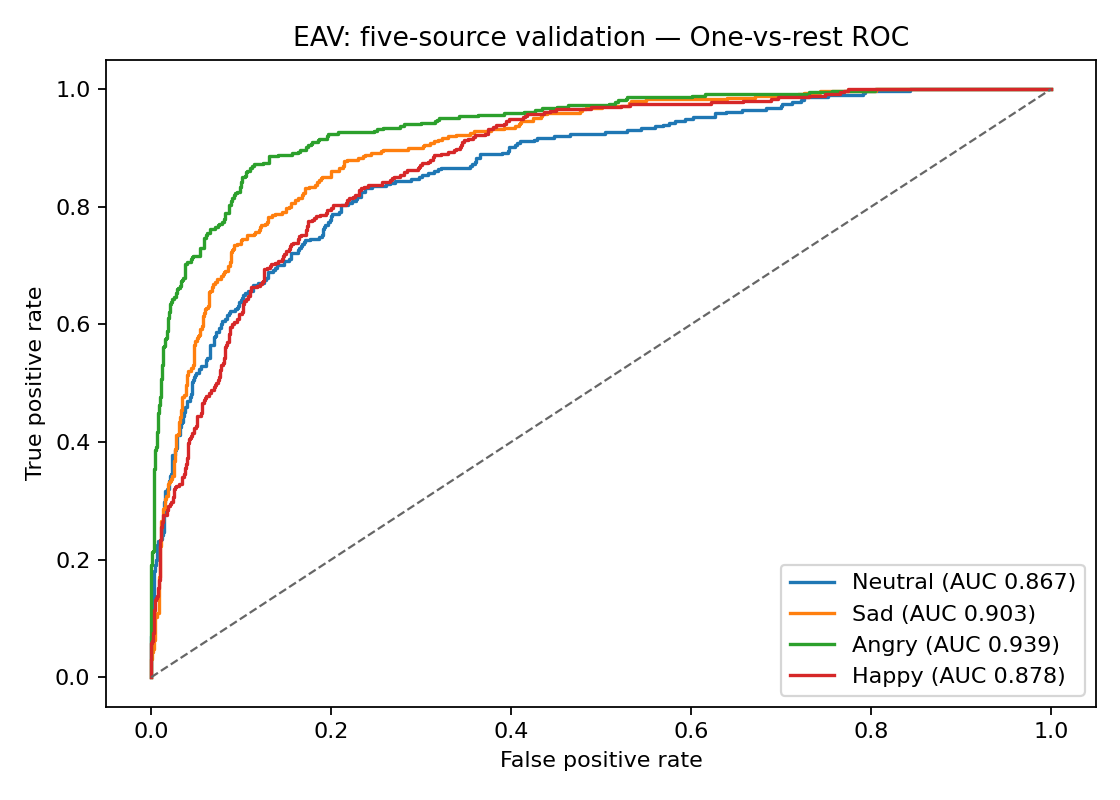 EAV: five-source validation — One-vs-rest ROC
True positive rate
1.0
0.8
0.6
0.4
0.2
0.0
Neutral (AUC 0.867)
Sad (AUC 0.903)
Angry (AUC 0.939)
Happy (AUC 0.878)
0.0 0.2 0.4 0.6 0.8 1.0
False positive rate